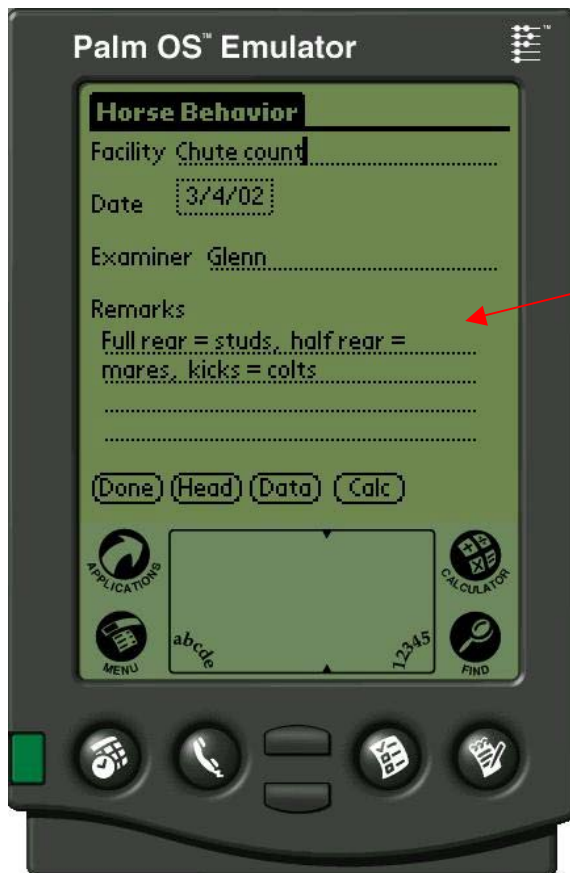 Palm OS™ Emulator
™
Horse Behavior
Facility Chute count
Date 3/4/02
Examiner Glenn
Remarks
Full rear = studs, half rear =
mares, kicks = colts
Done Head Data Calc
APPLICATIONS
CALCULATOR
MENU
abcde
12345
FIND